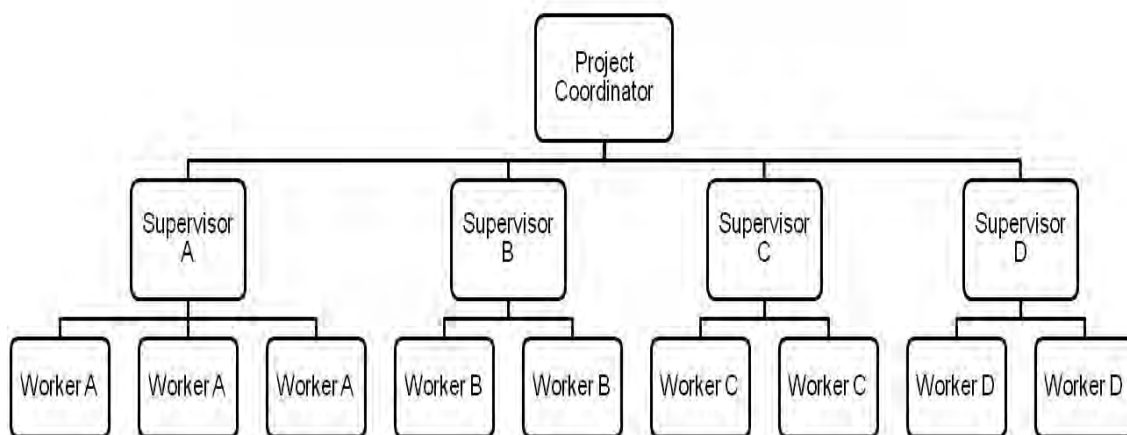 Project
Coordinator
Supervisor
A
Supervisor
B
Supervisor
C
Supervisor
D
Worker A
Worker A
Worker A
Worker B
Worker B
Worker C
Worker C
Worker D
Worker D